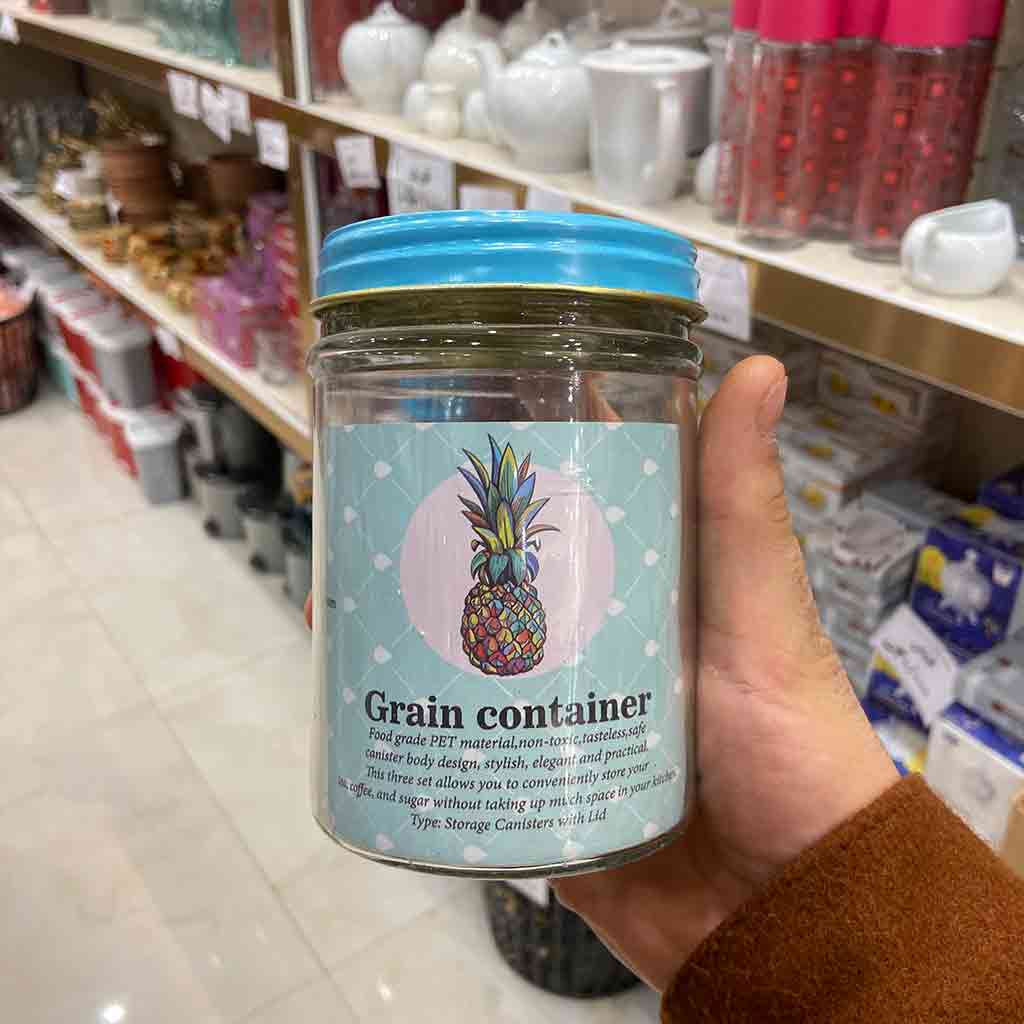 Grain container
Food grade PET material,non-toxic,tasteless,safe
canister body design, stylish, elegant and practical.
This three set allows you to conveniently store your
coffee, and sugar without taking up much space in your kitchen.
Type: Storage Canisters with Lid